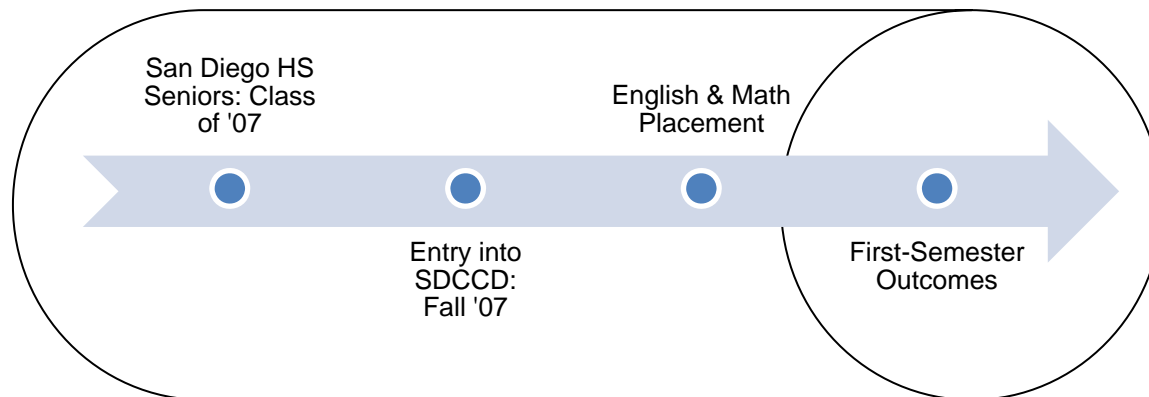 San Diego HS
Seniors: Class
of '07
Entry into
SDCCD:
Fall '07
English & Math
Placement
First-Semester
Outcomes